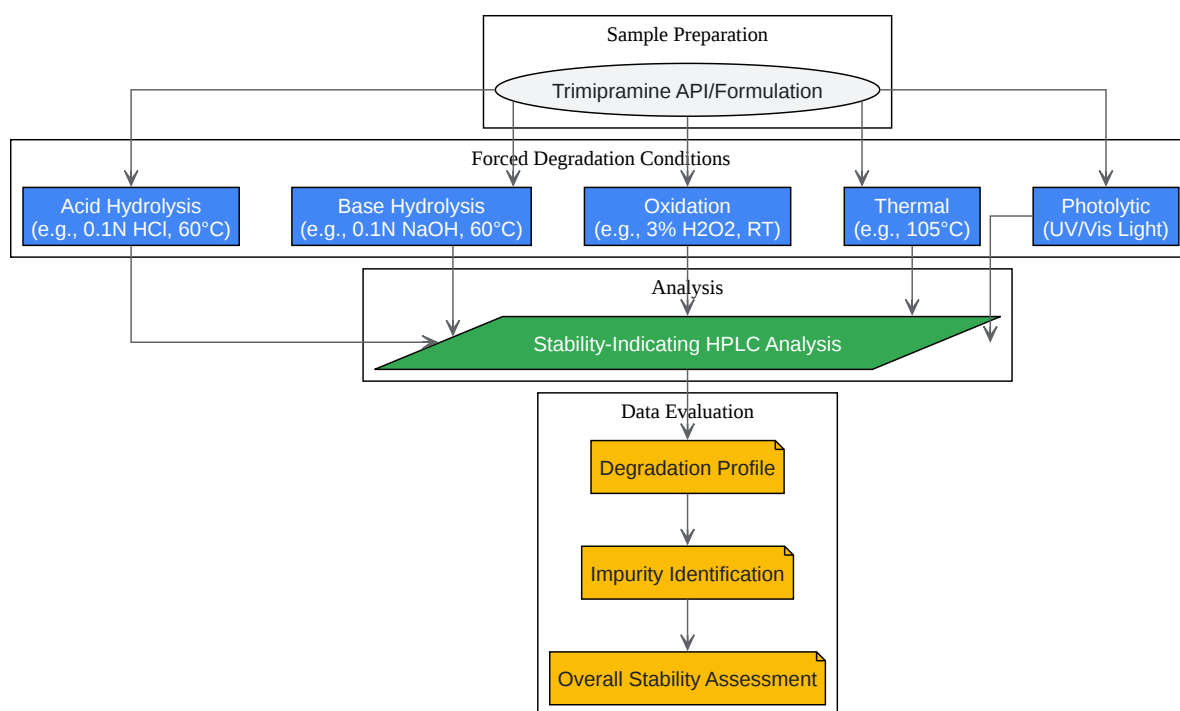 Sample Preparation
Trimipramine API/Formulation
Forced Degradation Conditions
Acid Hydrolysis
(e.g., 0.1N HCl, 60°C)
Base Hydrolysis
(e.g., 0.1N NaOH, 60°C)
Oxidation
(e.g., 3% H2O2, RT)
Thermal
(e.g., 105°C)
Photolytic
(UV/Vis Light)
Analysis
Stability-Indicating HPLC Analysis
Data Evaluation
Degradation Profile
Impurity Identification
Overall Stability Assessment